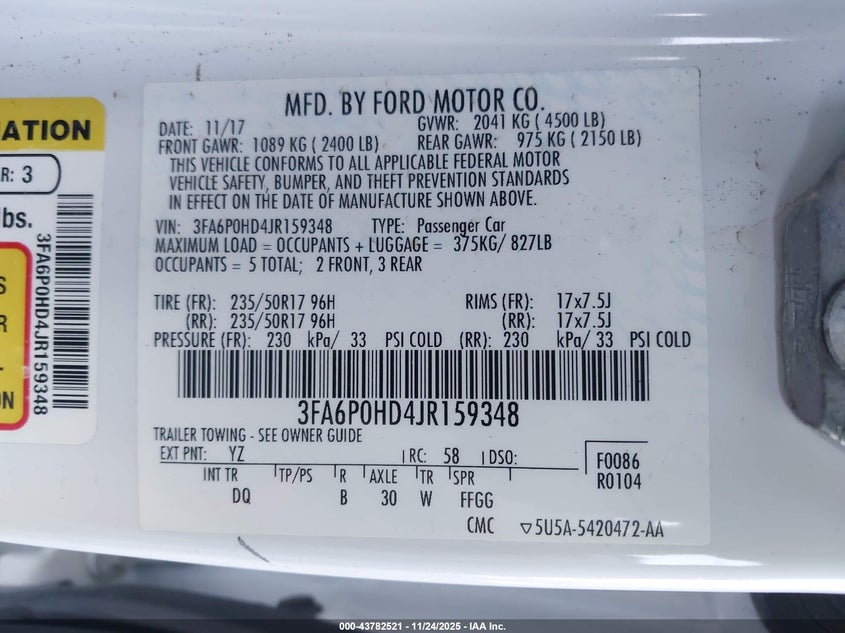 MFD. BY FORD MOTOR CO.
DATE: 11/17 GVWR: 2041 KG ( 4500 LB)
FRONT GAWR: 1089 KG ( 2400 LB) REAR GAWR: 975 KG ( 2150 LB)
THIS VEHICLE CONFORMS TO ALL APPLICABLE FEDERAL MOTOR
VEHICLE SAFETY, BUMPER, AND THEFT PREVENTION STANDARDS
IN EFFECT ON THE DATE OF MANUFACTURE SHOWN ABOVE.
VIN: 3FA6P0HD4JR159348 TYPE: Passenger Car
MAXIMUM LOAD = OCCUPANTS + LUGGAGE = 375KG/ 827LB
OCCUPANTS = 5 TOTAL; 2 FRONT, 3 REAR
TIRE (FR): 235/50R17 96H RIMS (FR): 17x7.5J
(RR): 235/50R17 96H (RR): 17x7.5J
PRESSURE (FR): 230 kPa/ 33 PSI COLD (RR): 230 kPa/ 33 PSI COLD
3FA6P0HD4JR159348
TRAILER TOWING - SEE OWNER GUIDE
EXT PNT: YZ RC: 58 DSO: F0086
R0104
INT TR TP/PS R AXLE TR SPR
DQ B 30 W FFGG
CMC ▽5U5A-5420472-AA
ATION
R: 3
lbs.
3FA6P0HD4JR159348
S
R
L-
ON
000-43782521 - 11/24/2025 - IAA Inc.